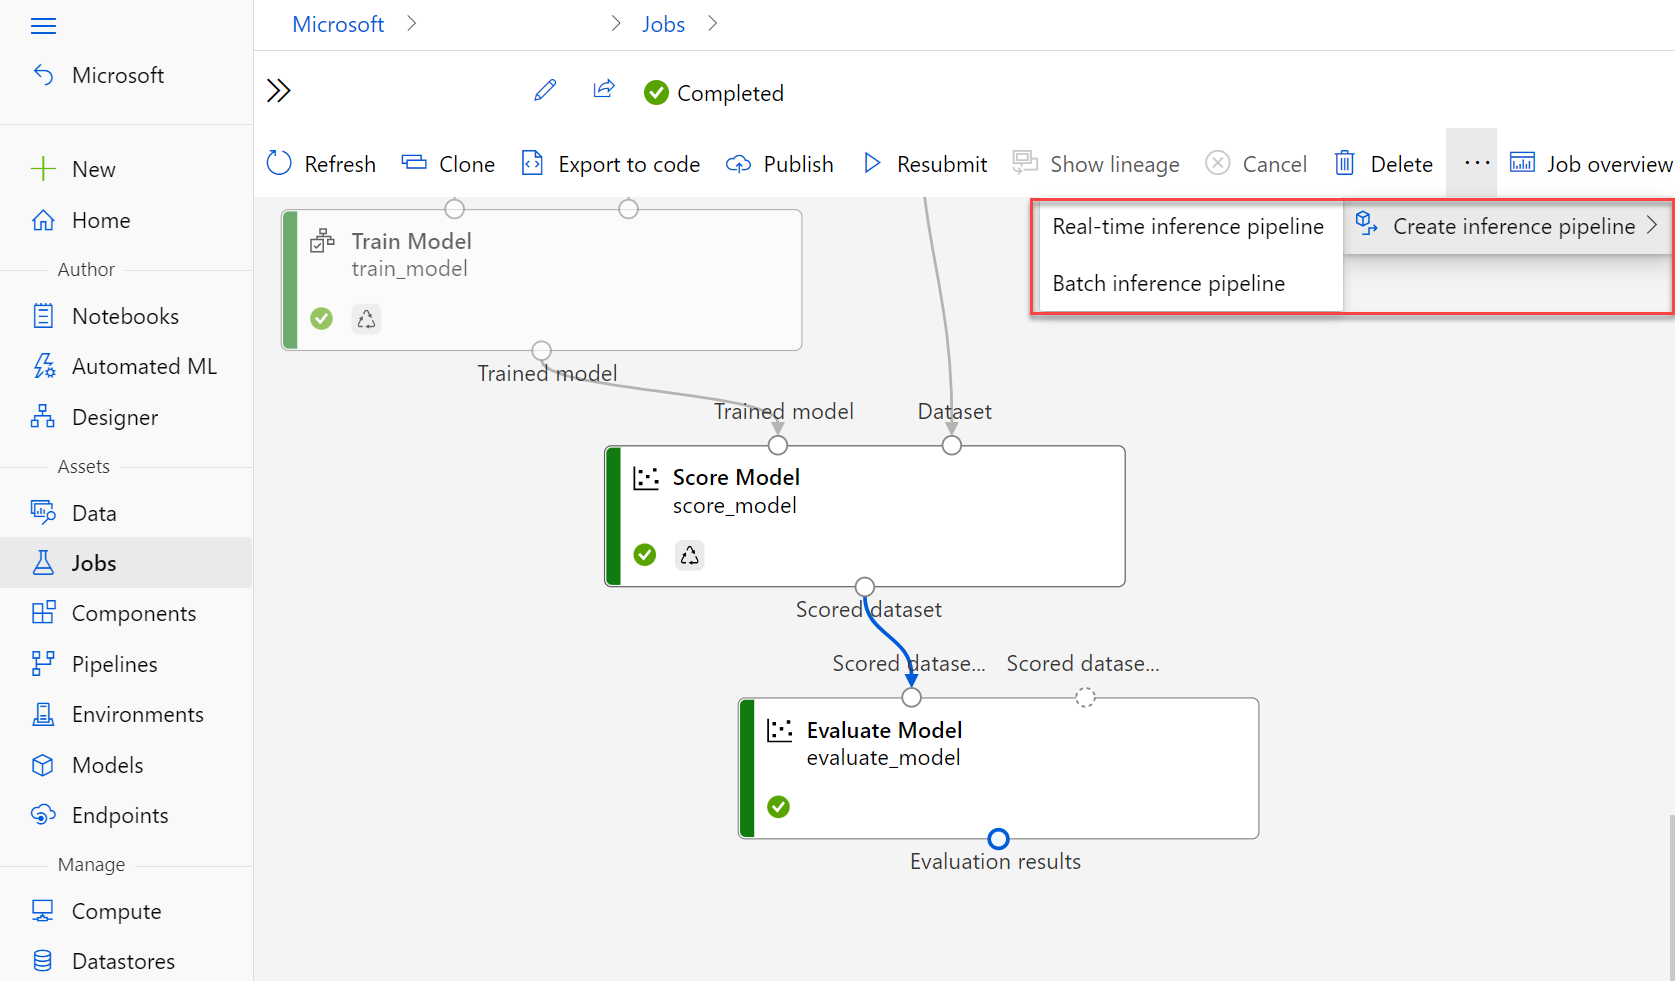 Microsoft > > Jobs >
Microsoft
Completed
Refresh Clone Export to code Publish Resubmit Show lineage Cancel Delete ... Job overview
New
Home
Author
Notebooks
Automated ML
Designer
Assets
Data
Jobs
Components
Pipelines
Environments
Models
Endpoints
Manage
Compute
Datastores
Real-time inference pipeline
Create inference pipeline >
Batch inference pipeline
Train Model
train_model
Trained model
Trained model
Dataset
Score Model
score_model
Scored dataset
Scored datase...
Scored datase...
Evaluate Model
evaluate_model
Evaluation results